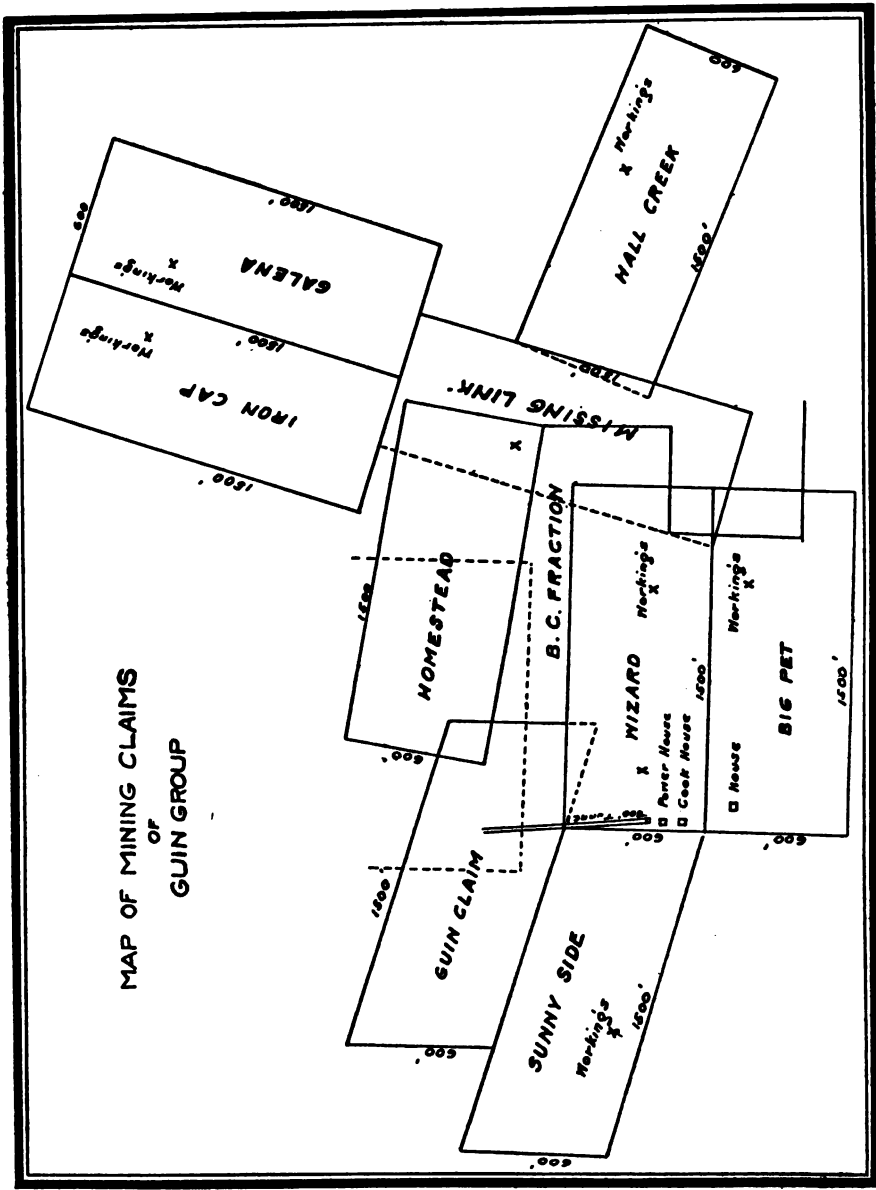 MAP OF MINING CLAIMS
OF
GUIN GROUP
IRON CAP
Workings
1500'
1500'
GALENA
Workings
600
1500'
MISSING LINK
1500'
HALL CREEK
Workings
600
1500'
HOMESTEAD
1500
600'
B.C. FRACTION
GUIN CLAIM
1500'
600'
SUNNY SIDE
Workings
1500'
600'
WIZARD
Workings
Power House
Cook House
600'
1500'
BIG PET
Workings
House
600'
1500'